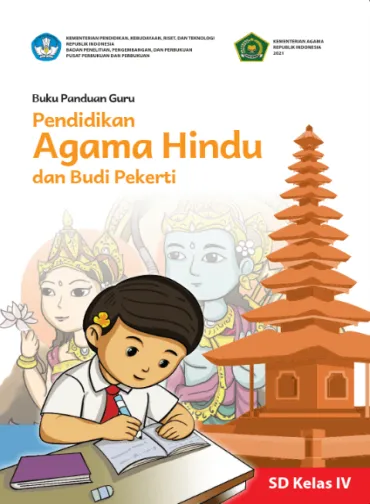 KEMENTERIAN PENDIDIKAN, KEBUDAYAAN, RISET, DAN TEKNOLOGI
REPUBLIK INDONESIA
BADAN PENELITIAN, PENGEMBANGAN, DAN PERBUKUAN
PUSAT PERBUKUAN DAN PERBUKUAN
KEMENTERIAN AGAMA
REPUBLIK INDONESIA
2021
Buku Panduan Guru
Pendidikan
Agama Hindu
dan Budi Pekerti
SD Kelas IV